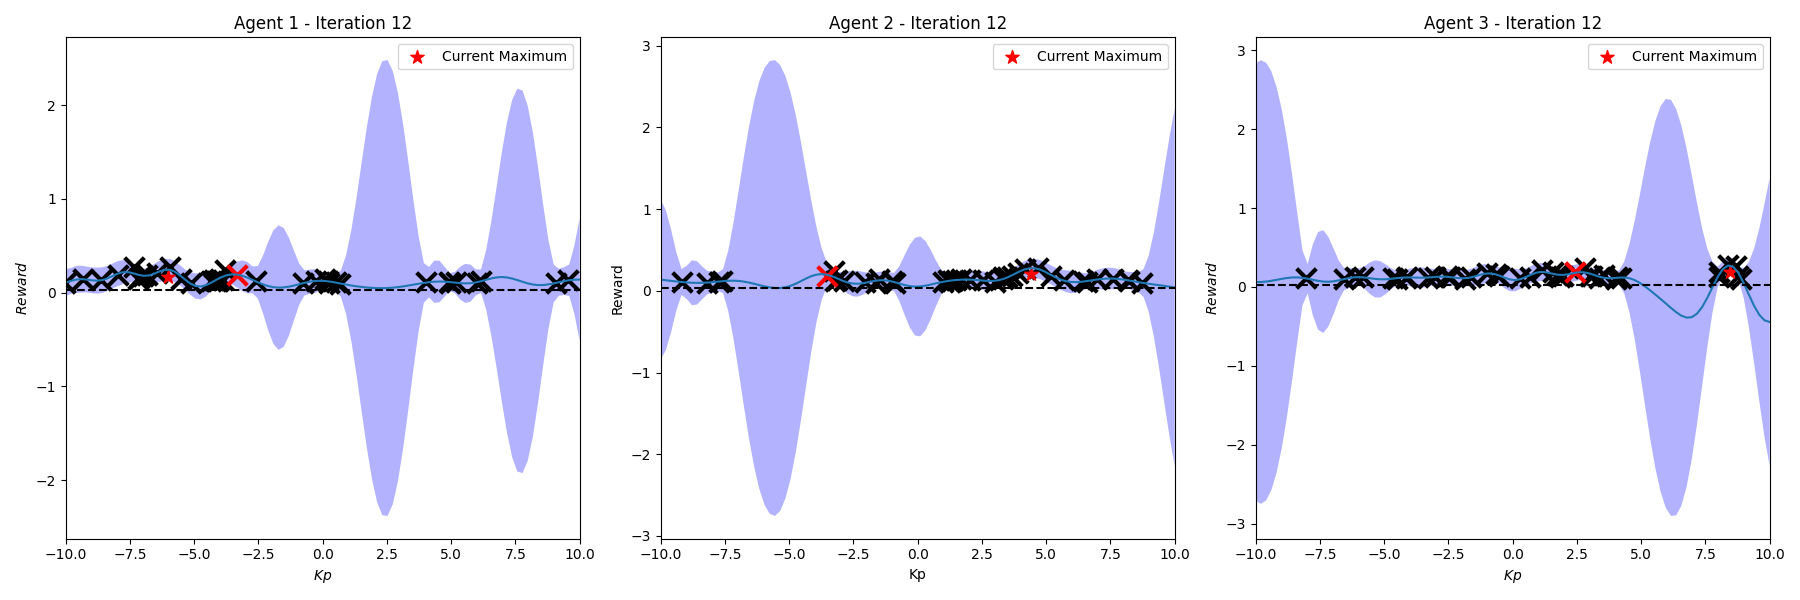 Agent 1 - Iteration 12
Current Maximum
Reward
2
1
0
−1
−2
−10.0 −7.5 −5.0 −2.5 0.0 2.5 5.0 7.5 10.0
Kp
Agent 2 - Iteration 12
Current Maximum
Reward
3
2
1
0
−1
−2
−3
−10.0 −7.5 −5.0 −2.5 0.0 2.5 5.0 7.5 10.0
Kp
Agent 3 - Iteration 12
Current Maximum
Reward
3
2
1
0
−1
−2
−3
−10.0 −7.5 −5.0 −2.5 0.0 2.5 5.0 7.5 10.0
Kp